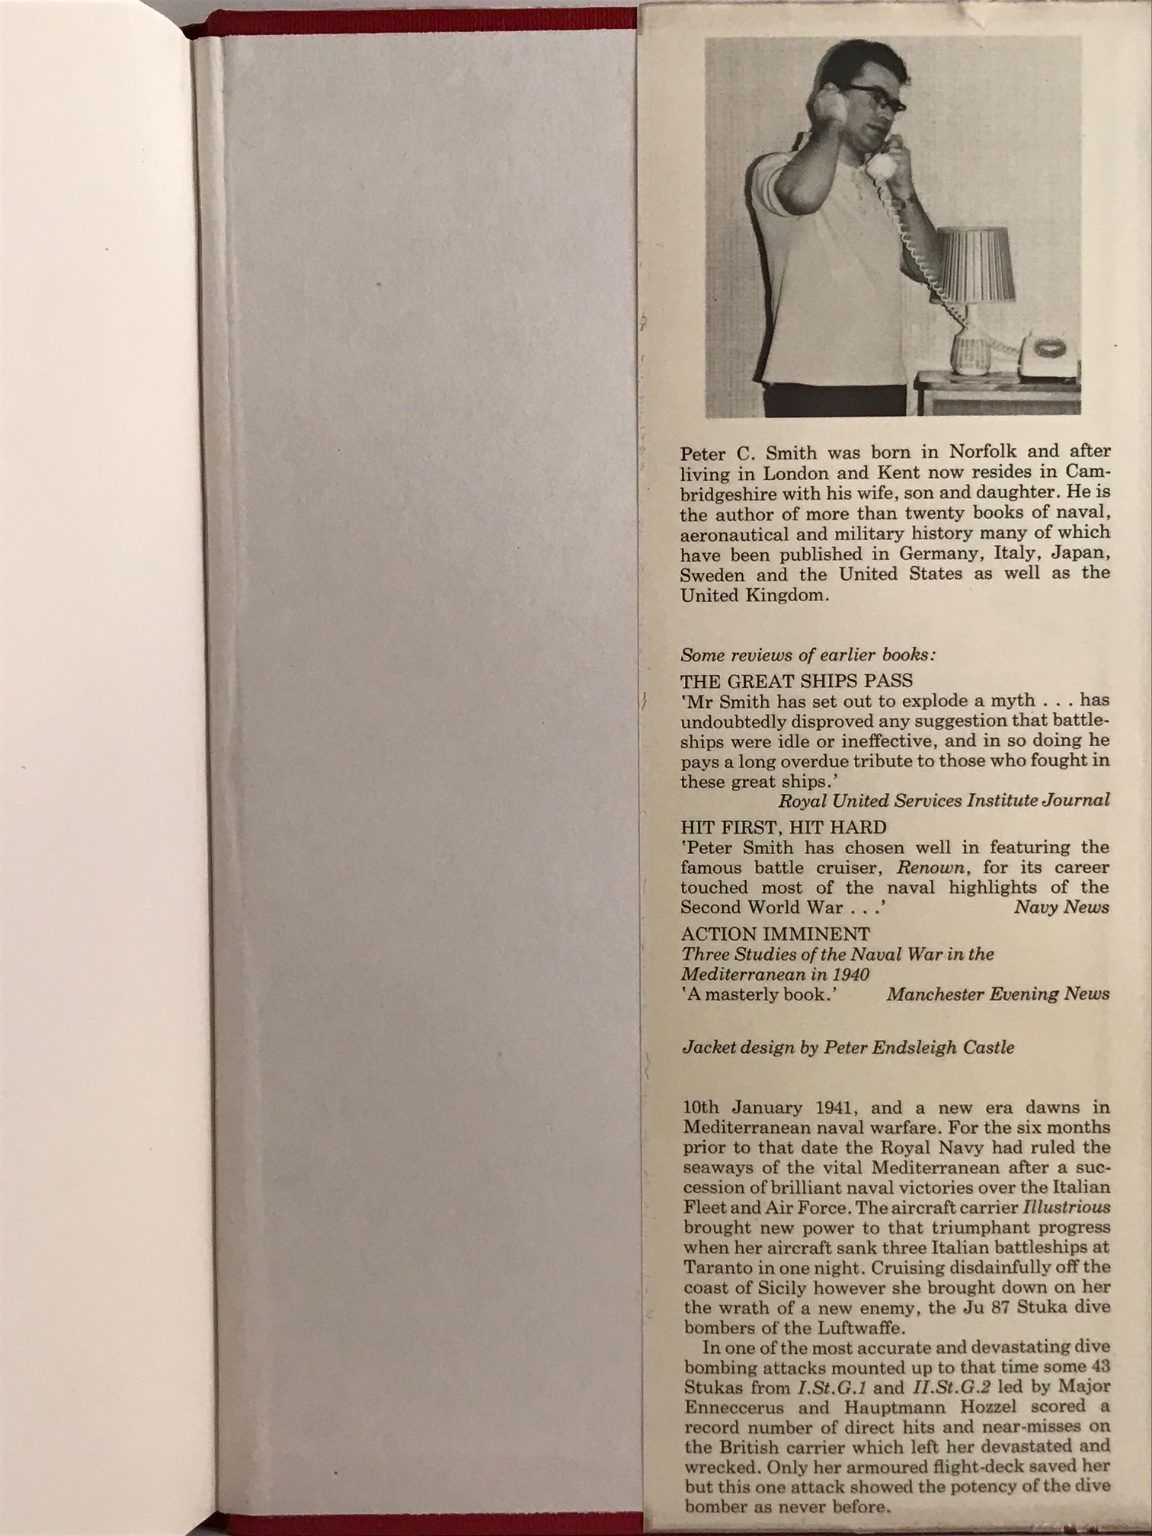 Peter C. Smith was born in Norfolk and after
living in London and Kent now resides in Cam-
bridgeshire with his wife, son and daughter. He is
the author of more than twenty books of naval,
aeronautical and military history many of which
have been published in Germany, Italy, Japan,
Sweden and the United States as well as the
United Kingdom.
Some reviews of earlier books:
THE GREAT SHIPS PASS
‘Mr Smith has set out to explode a myth . . . has
undoubtedly disproved any suggestion that battle-
ships were idle or ineffective, and in so doing he
pays a long overdue tribute to those who fought in
these great ships.’
Royal United Services Institute Journal
HIT FIRST, HIT HARD
‘Peter Smith has chosen well in featuring the
famous battle cruiser, Renown, for its career
touched most of the naval highlights of the
Second World War . . .’ Navy News
ACTION IMMINENT
Three Studies of the Naval War in the
Mediterranean in 1940
‘A masterly book.’ Manchester Evening News
Jacket design by Peter Endsleigh Castle
10th January 1941, and a new era dawns in
Mediterranean naval warfare. For the six months
prior to that date the Royal Navy had ruled the
seaways of the vital Mediterranean after a suc-
cession of brilliant naval victories over the Italian
Fleet and Air Force. The aircraft carrier Illustrious
brought new power to that triumphant progress
when her aircraft sank three Italian battleships at
Taranto in one night. Cruising disdainfully off the
coast of Sicily however she brought down on her
the wrath of a new enemy, the Ju 87 Stuka dive
bombers of the Luftwaffe.
In one of the most accurate and devastating dive
bombing attacks mounted up to that time some 43
Stukas from I.St.G.1 and II.St.G.2 led by Major
Enneccerus and Hauptmann Hozzel scored a
record number of direct hits and near-misses on
the British carrier which left her devastated and
wrecked. Only her armoured flight-deck saved her
but this one attack showed the potency of the dive
bomber as never before.